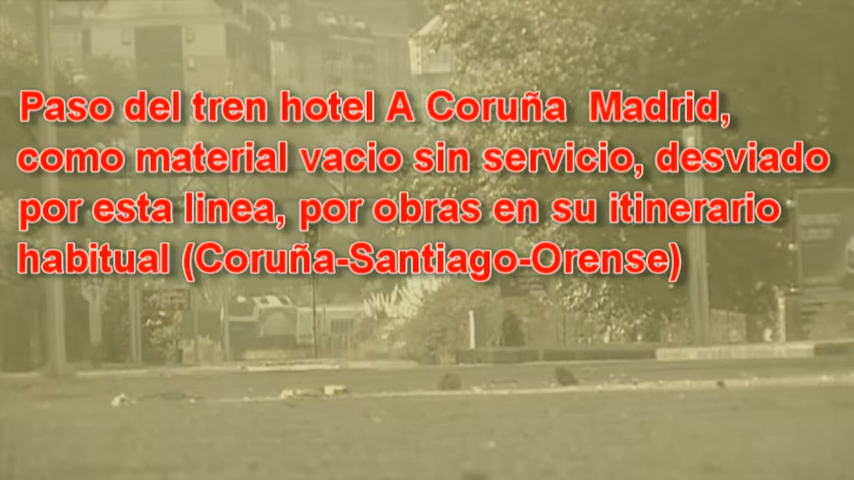 Paso del tren hotel A Coruña  Madrid,
como material vacio sin servicio, desviado
por esta linea, por obras en su itinerario
habitual (Coruña-Santiago-Orense)